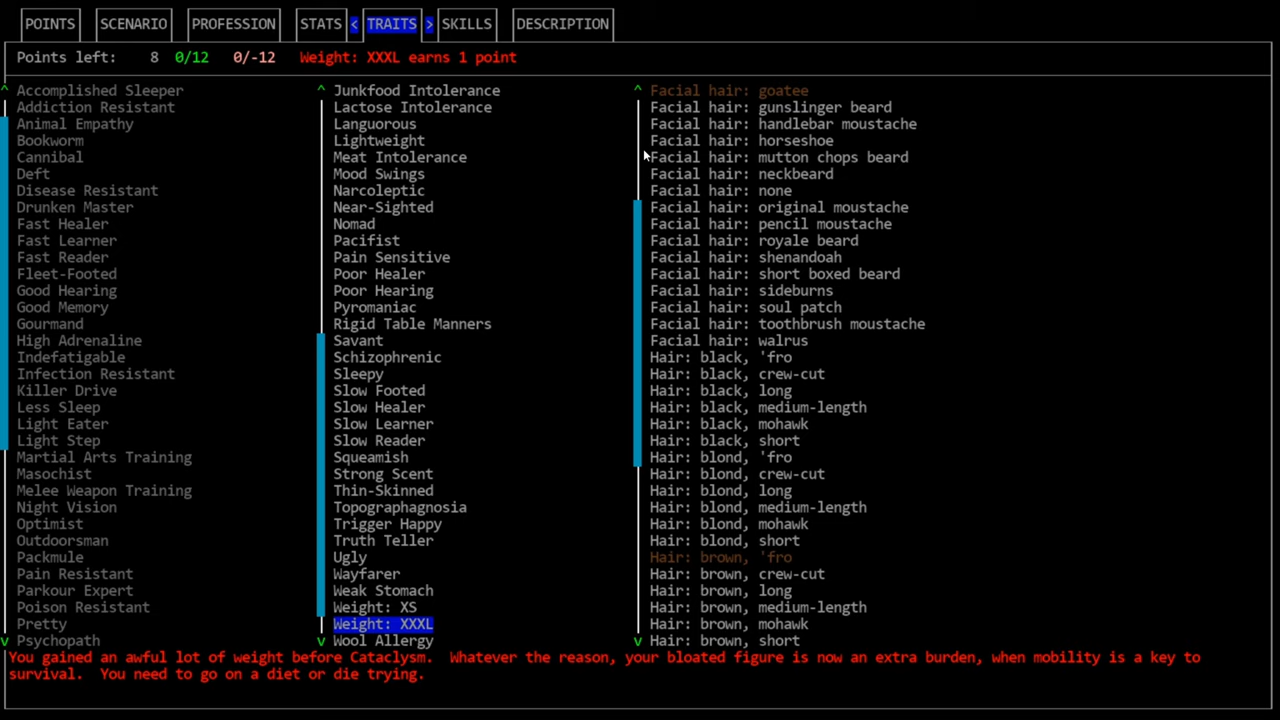 POINTS SCENARIO PROFESSION STATS < TRAITS > SKILLS DESCRIPTION
Points left: 8 0/12 0/-12 Weight: XXXL earns 1 point
^ Accomplished Sleeper
Addiction Resistant
Animal Empathy
Bookworm
Cannibal
Deft
Disease Resistant
Drunken Master
Fast Healer
Fast Learner
Fast Reader
Fleet-Footed
Good Hearing
Good Memory
Gourmand
High Adrenaline
Indefatigable
Infection Resistant
Killer Drive
Less Sleep
Light Eater
Light Step
Martial Arts Training
Masochist
Melee Weapon Training
Night Vision
Optimist
Outdoorsman
Packmule
Pain Resistant
Parkour Expert
Poison Resistant
Pretty
v Psychopath
^ Junkfood Intolerance
Lactose Intolerance
Languorous
Lightweight
Meat Intolerance
Mood Swings
Narcoleptic
Near-Sighted
Nomad
Pacifist
Pain Sensitive
Poor Healer
Poor Hearing
Pyromaniac
Rigid Table Manners
Savant
Schizophrenic
Sleepy
Slow Footed
Slow Healer
Slow Learner
Slow Reader
Squeamish
Strong Scent
Thin-Skinned
Topographagnosia
Trigger Happy
Truth Teller
Ugly
Wayfarer
Weak Stomach
Weight: XS
Weight: XXXL
v Wool Allergy
^ Facial hair: goatee
Facial hair: gunslinger beard
Facial hair: handlebar moustache
Facial hair: horseshoe
Facial hair: mutton chops beard
Facial hair: neckbeard
Facial hair: none
Facial hair: original moustache
Facial hair: pencil moustache
Facial hair: royale beard
Facial hair: shenandoah
Facial hair: short boxed beard
Facial hair: sideburns
Facial hair: soul patch
Facial hair: toothbrush moustache
Facial hair: walrus
Hair: black, 'fro
Hair: black, crew-cut
Hair: black, long
Hair: black, medium-length
Hair: black, mohawk
Hair: black, short
Hair: blond, 'fro
Hair: blond, crew-cut
Hair: blond, long
Hair: blond, medium-length
Hair: blond, mohawk
Hair: blond, short
Hair: brown, 'fro
Hair: brown, crew-cut
Hair: brown, long
Hair: brown, medium-length
Hair: brown, mohawk
v Hair: brown, short
You gained an awful lot of weight before Cataclysm. Whatever the reason, your bloated figure is now an extra burden, when mobility is a key to
survival. You need to go on a diet or die trying.